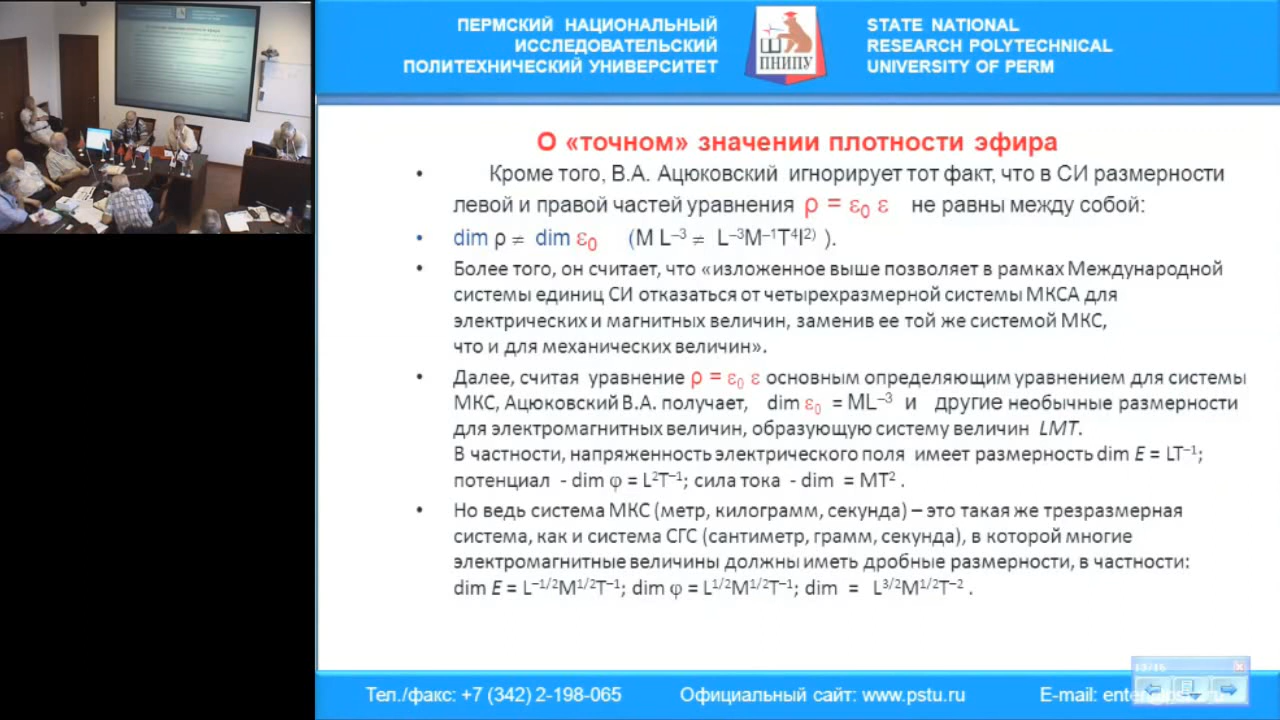 ПЕРМСКИЙ НАЦИОНАЛЬНЫЙ
ИССЛЕДОВАТЕЛЬСКИЙ
ПОЛИТЕХНИЧЕСКИЙ УНИВЕРСИТЕТ
ПНИПУ
STATE NATIONAL
RESEARCH POLYTECHNICAL
UNIVERSITY OF PERM
О «точном» значении плотности эфира
• Кроме того, В.А. Ацюковский игнорирует тот факт, что в СИ размерности
левой и правой частей уравнения ρ = ε₀ ε не равны между собой:
• dim ρ ≠ dim ε₀ (M L⁻³ ≠ L⁻³M⁻¹T⁴I²⁾ ).
• Более того, он считает, что «изложенное выше позволяет в рамках Международной
системы единиц СИ отказаться от четырехразмерной системы МКСА для
электрических и магнитных величин, заменив ее той же системой МКС,
что и для механических величин».
• Далее, считая уравнение ρ = ε₀ ε основным определяющим уравнением для системы
МКС, Ацюковский В.А. получает, dim ε₀ = ML⁻³ и другие необычные размерности
для электромагнитных величин, образующую систему величин LMT.
В частности, напряженность электрического поля имеет размерность dim E = LT⁻¹;
потенциал - dim φ = L²T⁻¹; сила тока - dim = MT² .
• Но ведь система МКС (метр, килограмм, секунда) – это такая же трезразмерная
система, как и система СГС (сантиметр, грамм, секунда), в которой многие
электромагнитные величины должны иметь дробные размерности, в частности:
dim E = L⁻¹/²M¹/²T⁻¹; dim φ = L¹/²M¹/²T⁻¹; dim = L³/²M¹/²T⁻² .
13/16
Тел./факс: +7 (342) 2-198-065
Официальный сайт: www.pstu.ru
E-mail: